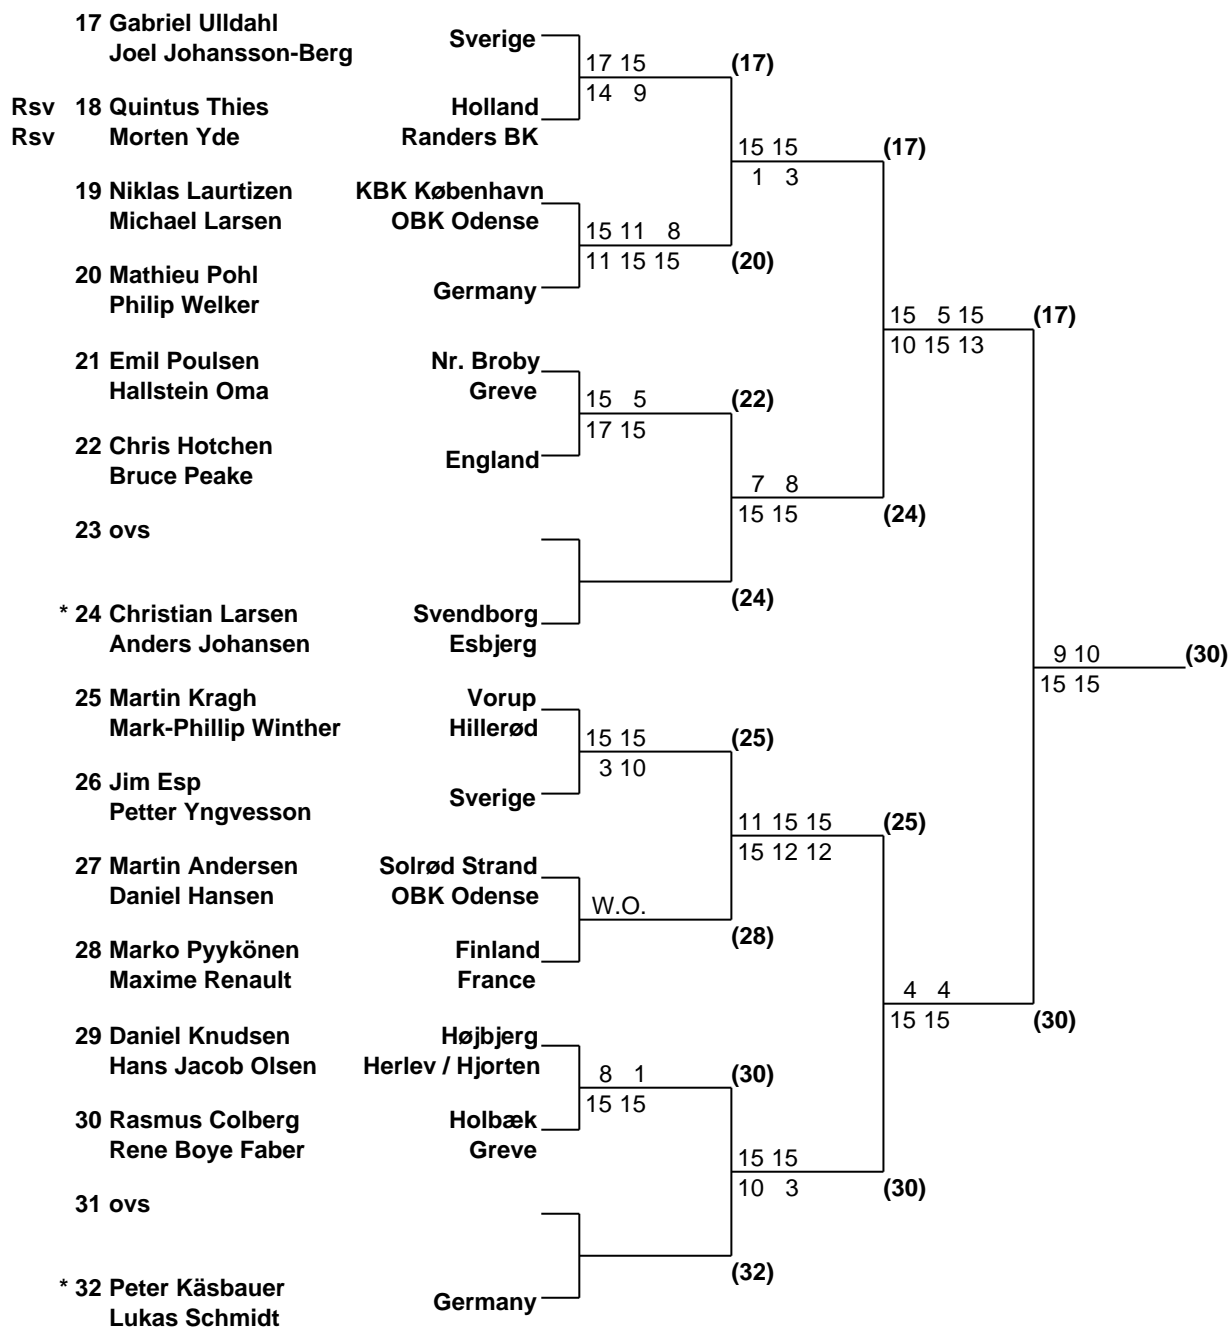 17 Gabriel Ulldahl Sverige
Joel Johansson-Berg
17 15 (17)
14 9
Rsv 18 Quintus Thies Holland
Rsv Morten Yde Randers BK
15 15 (17)
1 3
19 Niklas Laurtizen KBK København
Michael Larsen OBK Odense
15 11 8
11 15 15 (20)
20 Mathieu Pohl Germany
Philip Welker
15 5 15 (17)
10 15 13
21 Emil Poulsen Nr. Broby
Hallstein Oma Greve
15 5 (22)
17 15
22 Chris Hotchen England
Bruce Peake
7 8
15 15 (24)
23 ovs
(24)
* 24 Christian Larsen Svendborg
Anders Johansen Esbjerg
9 10 (30)
15 15
25 Martin Kragh Vorup
Mark-Phillip Winther Hillerød
15 15 (25)
3 10
26 Jim Esp Sverige
Petter Yngvesson
11 15 15 (25)
15 12 12
27 Martin Andersen Solrød Strand
Daniel Hansen OBK Odense
W.O.
(28)
28 Marko Pyykönen Finland
Maxime Renault France
4 4
15 15 (30)
29 Daniel Knudsen Højbjerg
Hans Jacob Olsen Herlev / Hjorten
8 1 (30)
15 15
30 Rasmus Colberg Holbæk
Rene Boye Faber Greve
15 15
10 3 (30)
31 ovs
(32)
* 32 Peter Käsbauer Germany
Lukas Schmidt